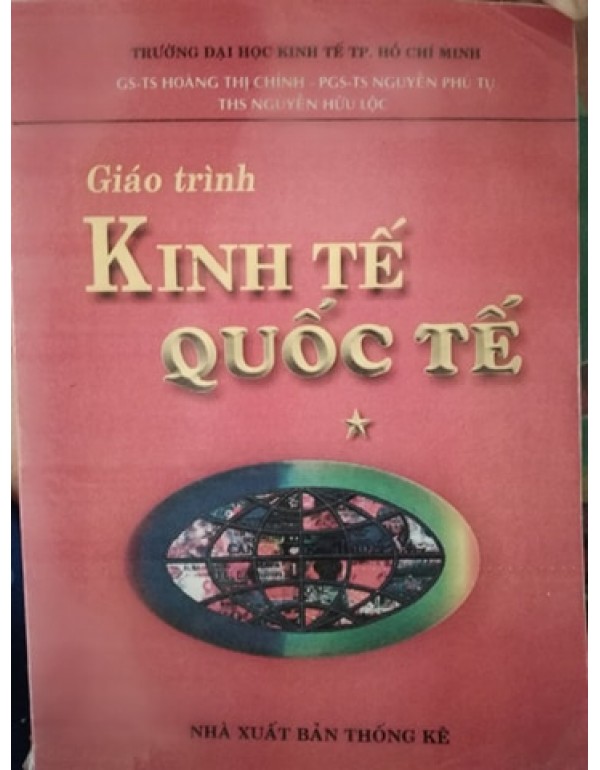 TRƯỜNG ĐẠI HỌC KINH TẾ TP. HỒ CHÍ MINH
GS-TS HOÀNG THỊ CHỈNH - PGS-TS NGUYỄN PHÚ TỤ
THS NGUYỄN HỮU LỘC
Giáo trình
KINH TẾ
QUỐC TẾ
NHÀ XUẤT BẢN THỐNG KÊ